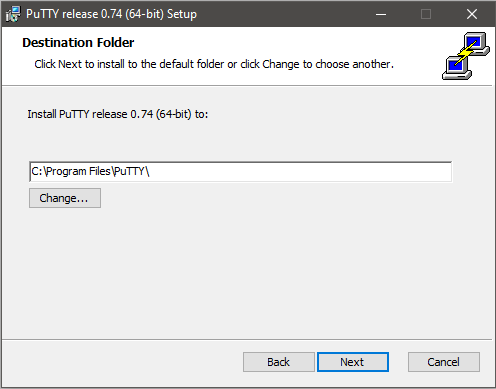 PuTTY release 0.74 (64-bit) Setup
Destination Folder
Click Next to install to the default folder or click Change to choose another.
Install PuTTY release 0.74 (64-bit) to:
C:\Program Files\PuTTY\
Change...
Back Next Cancel